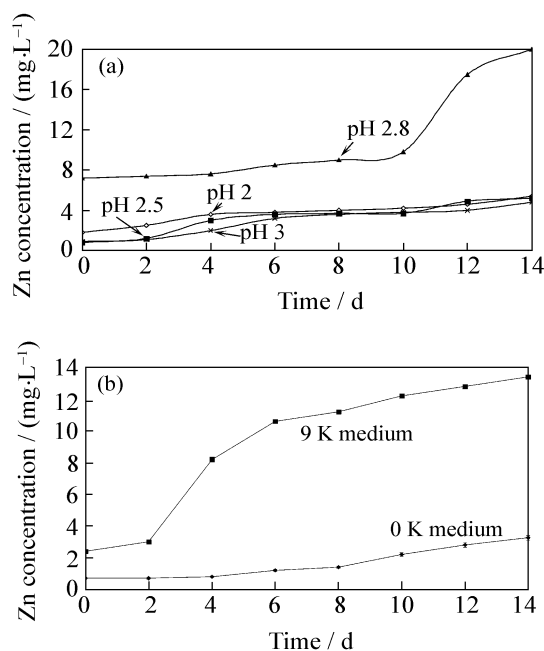 (a)
Zn concentration / (mg·L⁻¹)
20
16
12
8
4
0
pH 2.8
pH 2.5
pH 2
pH 3
0 2 4 6 8 10 12 14
Time / d
(b)
Zn concentration / (mg·L⁻¹)
14
12
10
8
6
4
2
0
9 K medium
0 K medium
0 2 4 6 8 10 12 14
Time / d